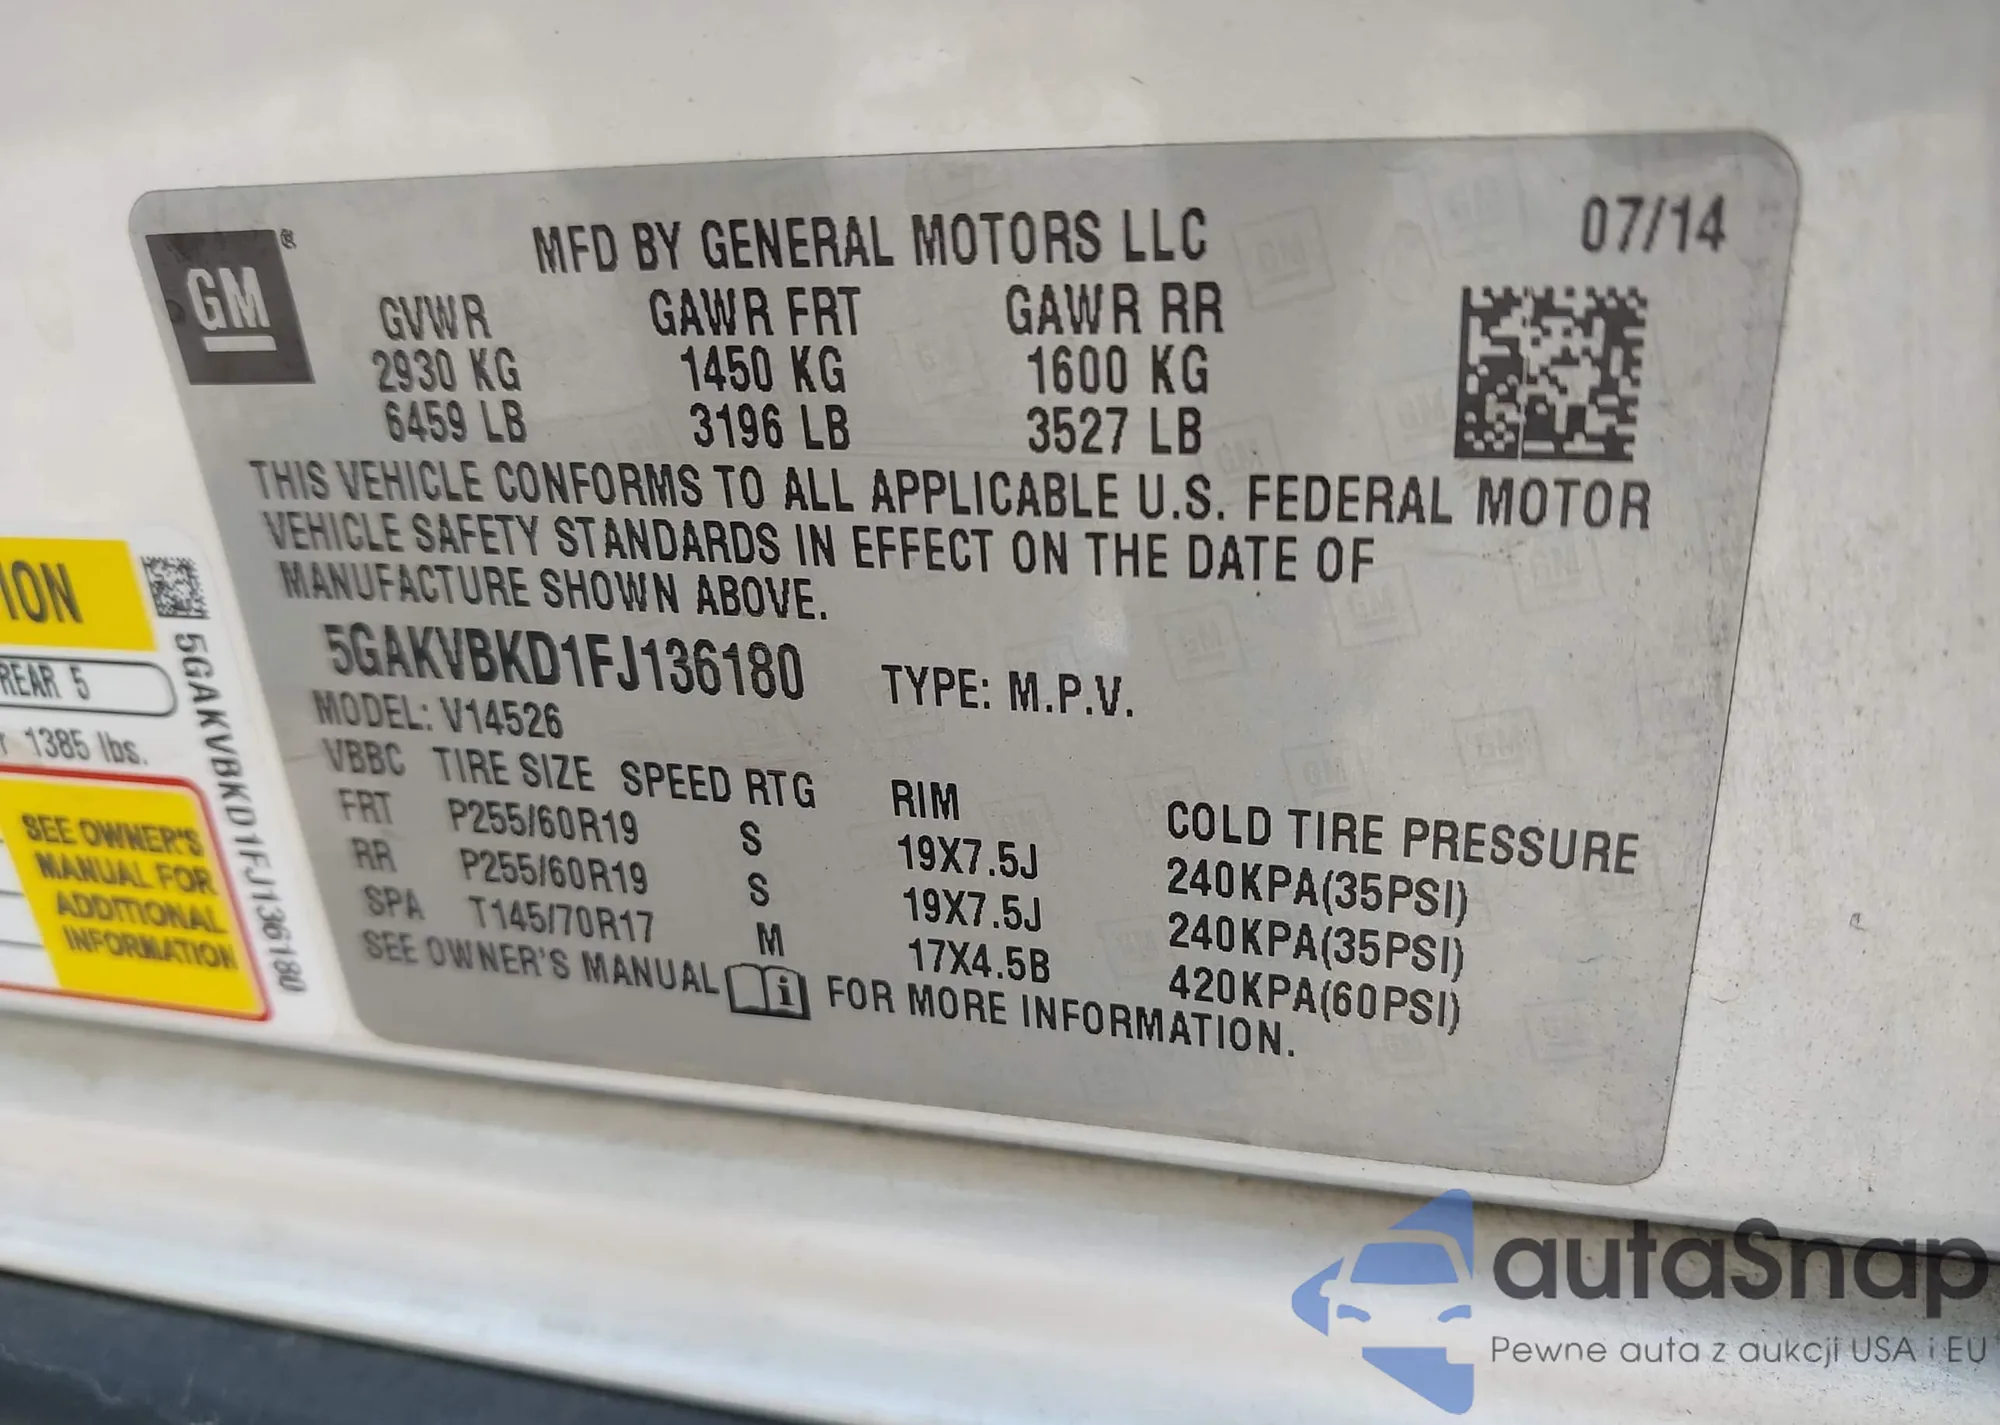 GM ®
MFD BY GENERAL MOTORS LLC
07/14
GVWR GAWR FRT GAWR RR
2930 KG 1450 KG 1600 KG
6459 LB 3196 LB 3527 LB
THIS VEHICLE CONFORMS TO ALL APPLICABLE U.S. FEDERAL MOTOR
VEHICLE SAFETY STANDARDS IN EFFECT ON THE DATE OF
MANUFACTURE SHOWN ABOVE.
5GAKVBKD1FJ136180 TYPE: M.P.V.
MODEL: V14526
VBBC TIRE SIZE SPEED RTG RIM COLD TIRE PRESSURE
FRT P255/60R19 S 19X7.5J 240KPA(35PSI)
RR P255/60R19 S 19X7.5J 240KPA(35PSI)
SPA T145/70R17 M 17X4.5B 420KPA(60PSI)
SEE OWNER'S MANUAL i FOR MORE INFORMATION.
ION
REAR 5
r 1385 lbs.
SEE OWNER'S
MANUAL FOR
ADDITIONAL
INFORMATION
5GAKVBKD1FJ136180
autaSnap
Pewne auta z aukcji USA i EU